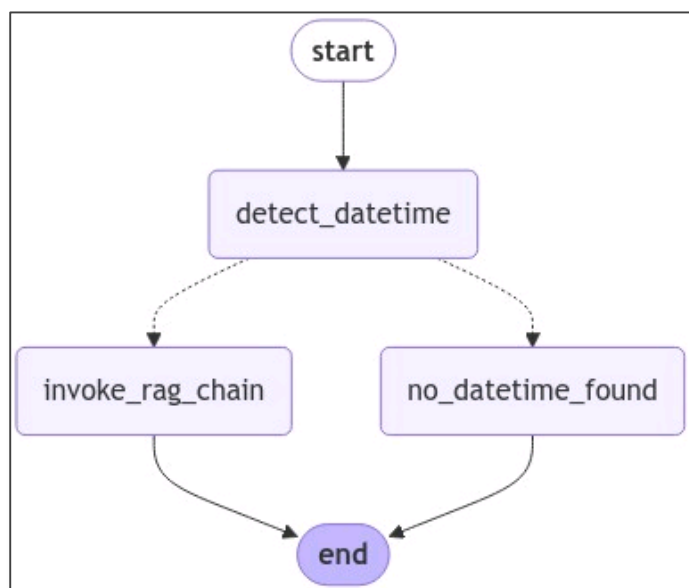 start
detect_datetime
invoke_rag_chain
no_datetime_found
end